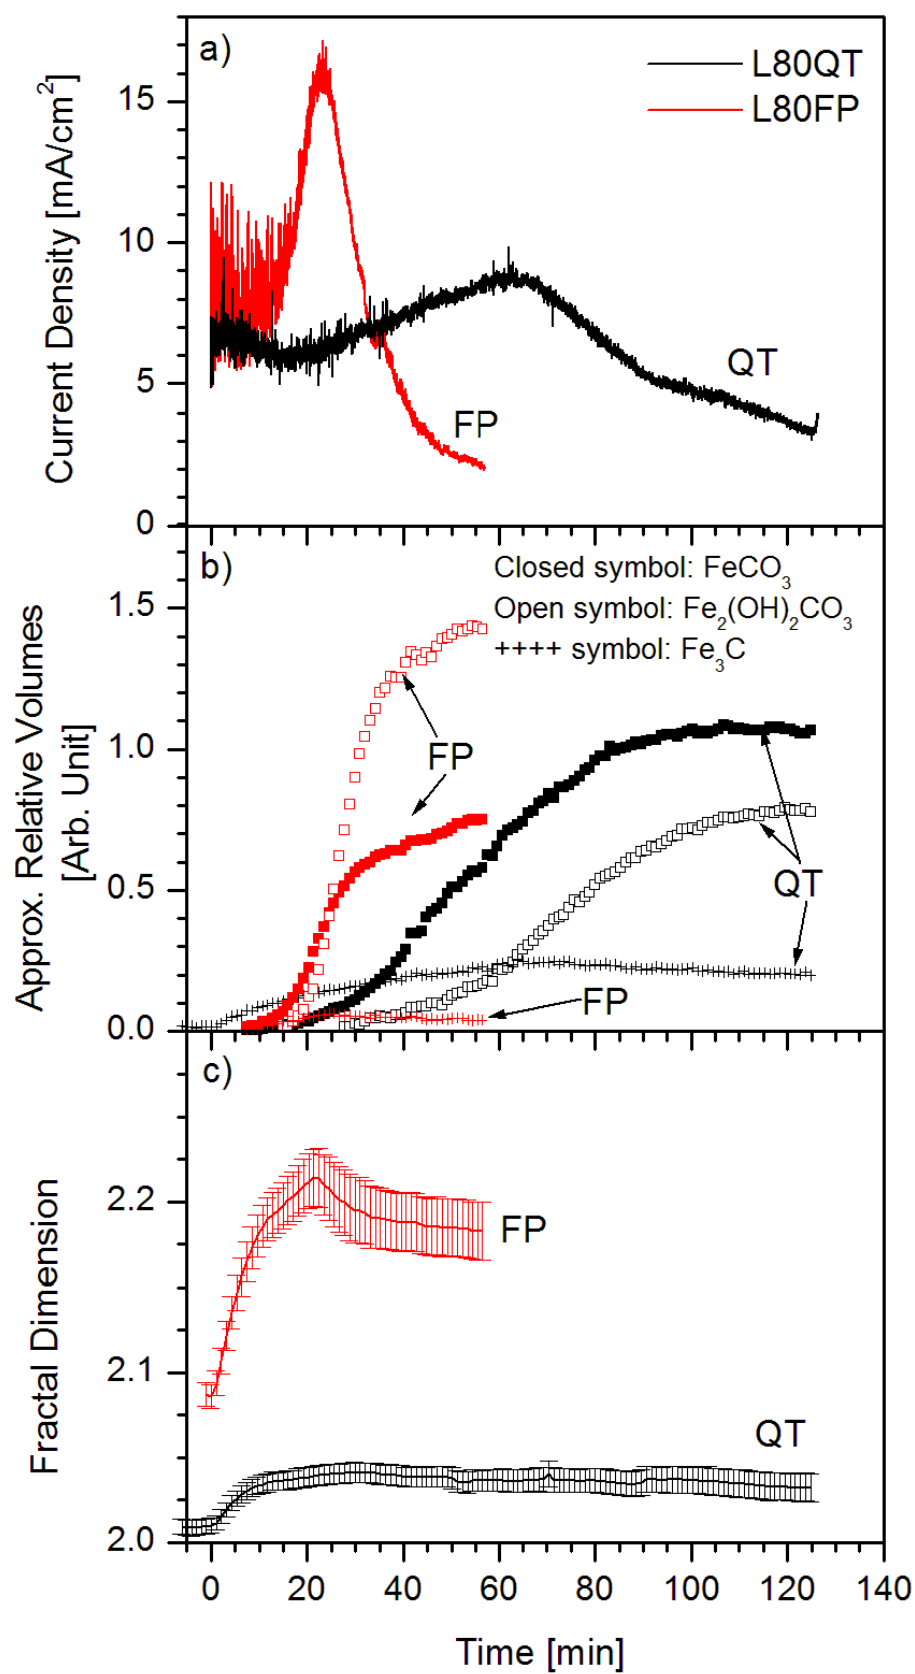 a)
L80QT
L80FP
15
10
5
0
Current Density [mA/cm²]
QT
FP
b)
Closed symbol: FeCO₃
Open symbol: Fe₂(OH)₂CO₃
++++ symbol: Fe₃C
1.5
1.0
0.5
0.0
Approx. Relative Volumes
[Arb. Unit]
FP
QT
FP
c)
2.2
2.1
2.0
Fractal Dimension
FP
QT
0 20 40 60 80 100 120 140
Time [min]